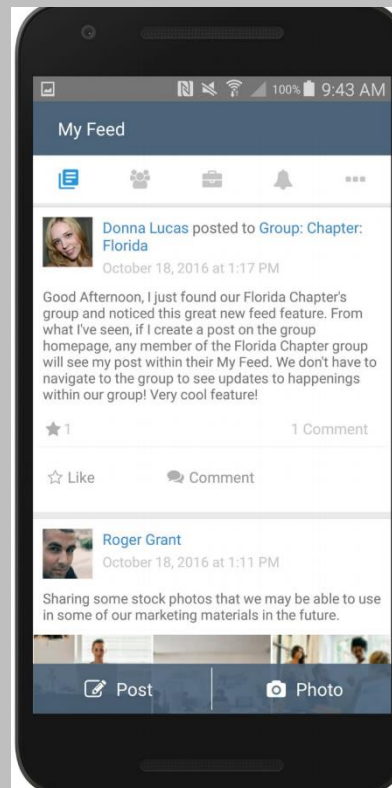 100% 9:43 AM
My Feed
Donna Lucas posted to Group: Chapter:
Florida
October 18, 2016 at 1:17 PM
Good Afternoon, I just found our Florida Chapter's
group and noticed this great new feed feature. From
what I've seen, if I create a post on the group
homepage, any member of the Florida Chapter group
will see my post within their My Feed. We don't have to
navigate to the group to see updates to happenings
within our group! Very cool feature!
1 1 Comment
Like Comment
Roger Grant
October 18, 2016 at 1:11 PM
Sharing some stock photos that we may be able to use
in some of our marketing materials in the future.
Post Photo